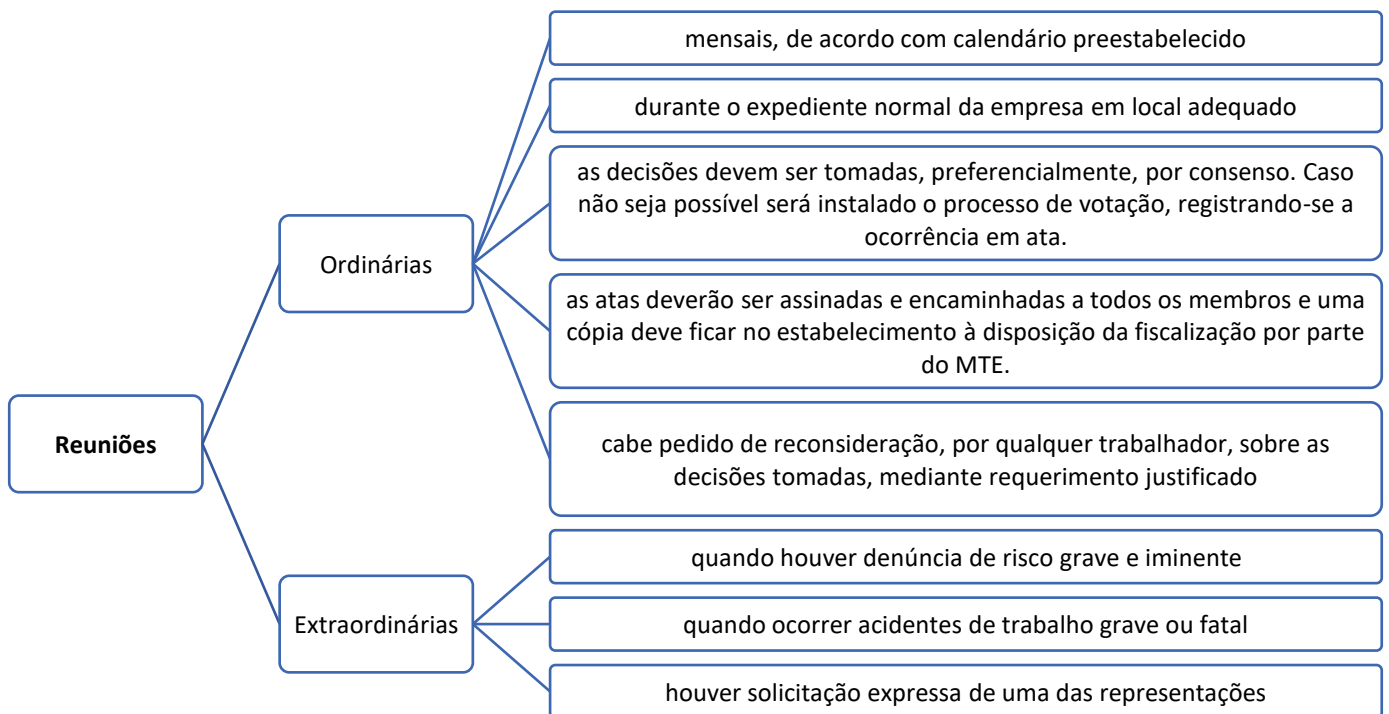 mensais, de acordo com calendário preestabelecido
durante o expediente normal da empresa em local adequado
as decisões devem ser tomadas, preferencialmente, por consenso. Caso
não seja possível será instalado o processo de votação, registrando-se a
ocorrência em ata.
Ordinárias
as atas deverão ser assinadas e encaminhadas a todos os membros e uma
cópia deve ficar no estabelecimento à disposição da fiscalização por parte
do MTE.
Reuniões
cabe pedido de reconsideração, por qualquer trabalhador, sobre as
decisões tomadas, mediante requerimento justificado
quando houver denúncia de risco grave e iminente
Extraordinárias
quando ocorrer acidentes de trabalho grave ou fatal
houver solicitação expressa de uma das representações